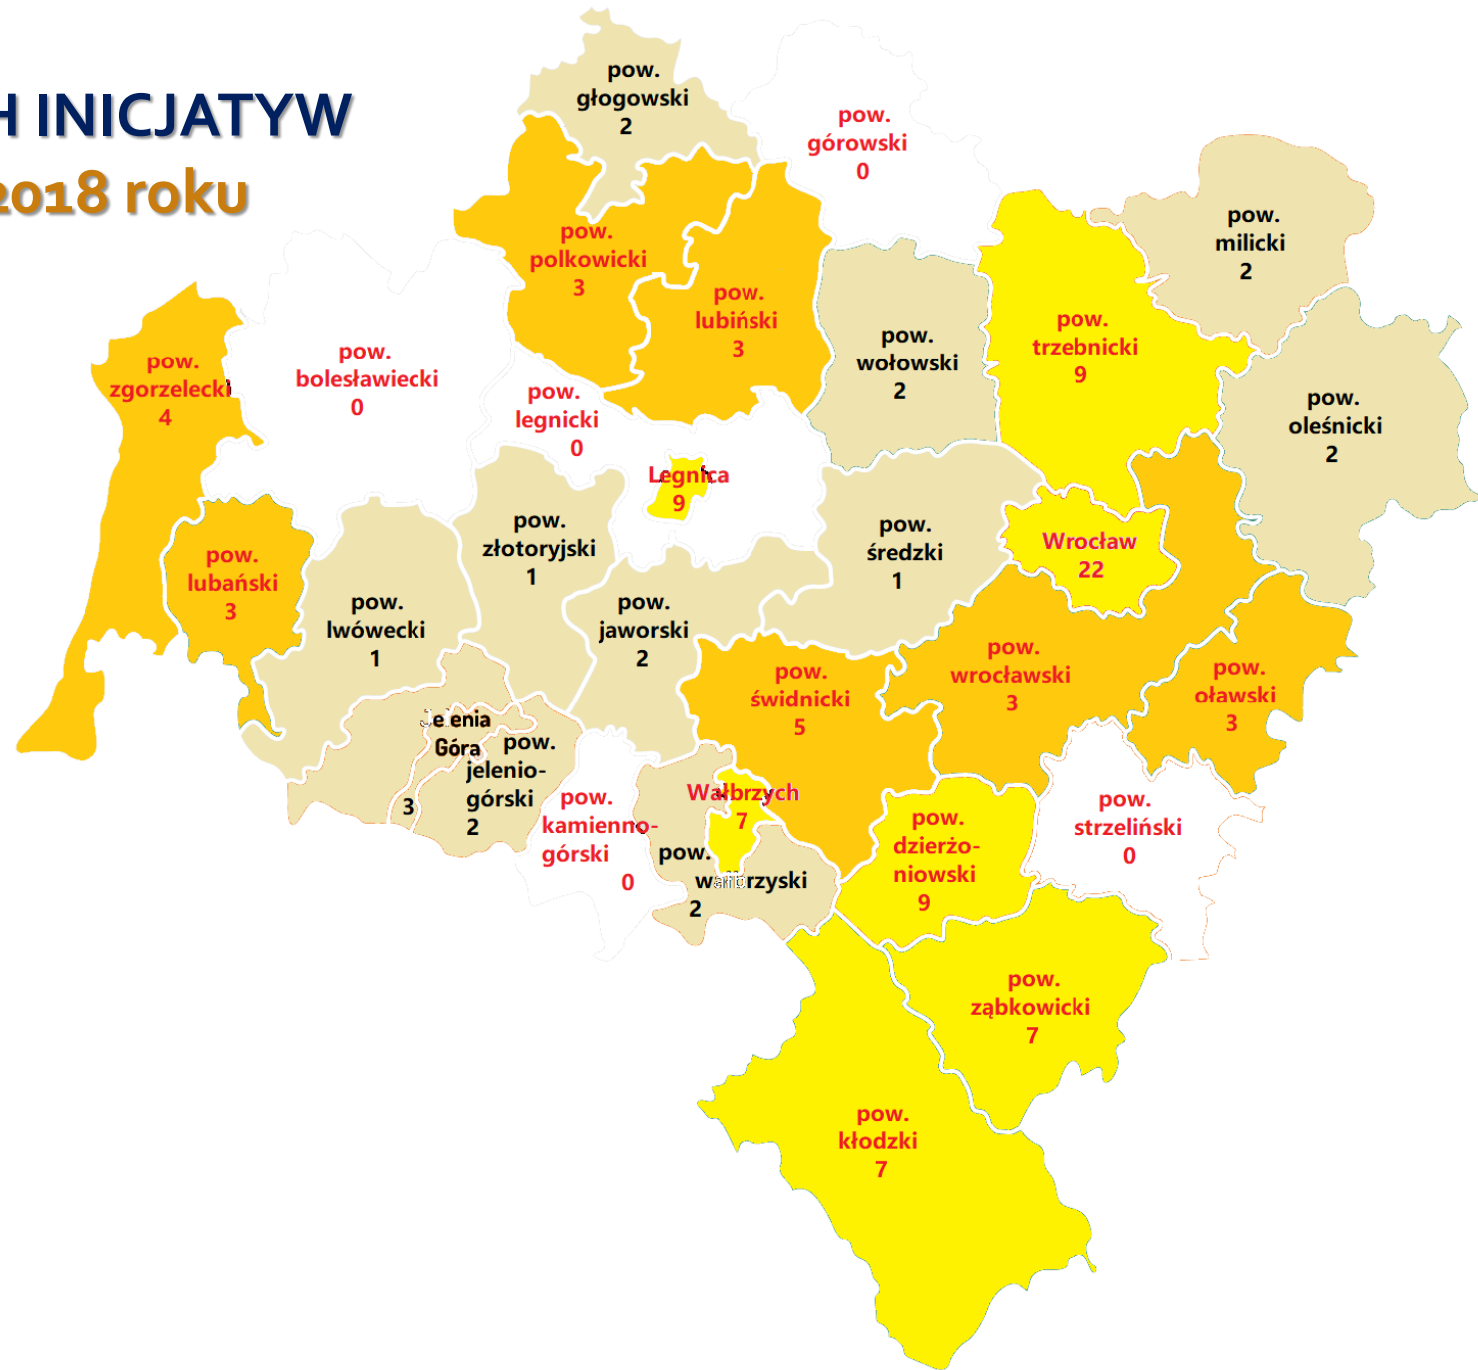 H INICJATYW
2018 roku
pow.
głogowski
2
pow.
górowski
0
pow.
milicki
2
pow.
polkowicki
3
pow.
lubiński
3
pow.
wołowski
2
pow.
trzebnicki
9
pow.
oleśnicki
2
pow.
zgorzelecki
4
pow.
bolesławiecki
0
pow.
legnicki
0
Legnica
9
pow.
złotoryjski
1
pow.
średzki
1
Wrocław
22
pow.
lubański
3
pow.
lwówecki
1
pow.
jaworski
2
pow.
świdnicki
5
pow.
wrocławski
3
pow.
oławski
3
Jelenia
Góra
3
pow.
jelenio-
górski
2
pow.
kamienno-
górski
0
Wałbrzych
7
pow.
wałbrzyski
2
pow.
dzierżo-
niowski
9
pow.
strzeliński
0
pow.
ząbkowicki
7
pow.
kłodzki
7